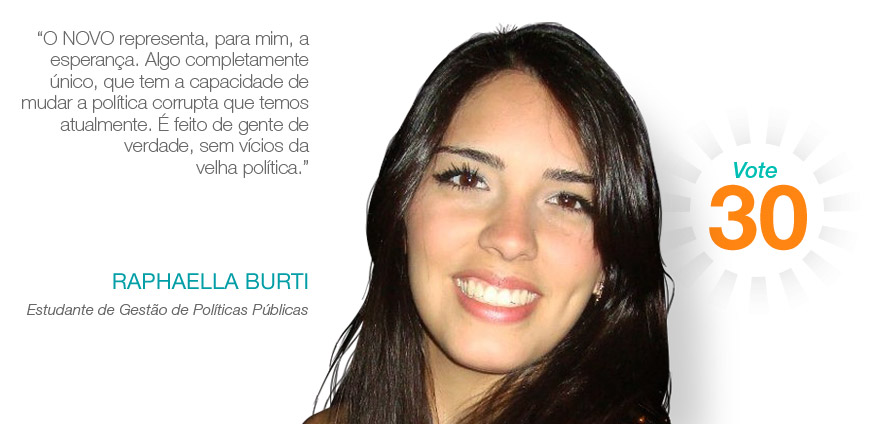 “O NOVO representa, para mim, a
esperança. Algo completamente
único, que tem a capacidade de
mudar a política corrupta que temos
atualmente. É feito de gente de
verdade, sem vícios da
velha política.”
RAPHAELLA BURTI
Estudante de Gestão de Políticas Públicas
Vote
30